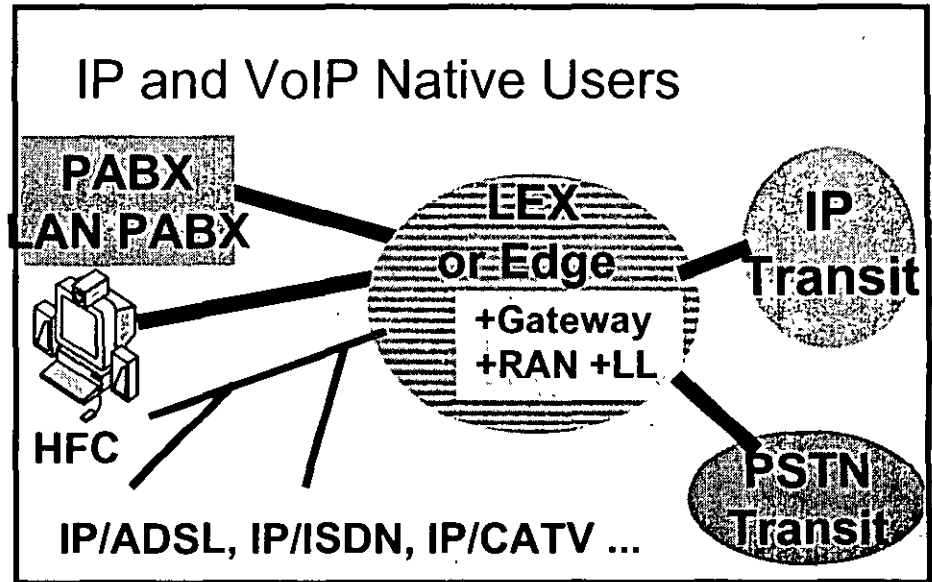 IP and VoIP Native Users
PABX
LAN PABX
LEX
or Edge
+Gateway
+RAN +LL
IP
Transit
HFC
PSTN
Transit
IP/ADSL, IP/ISDN, IP/CATV ...